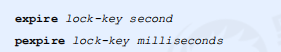 expire lock-key second
pexpire lock-key milliseconds